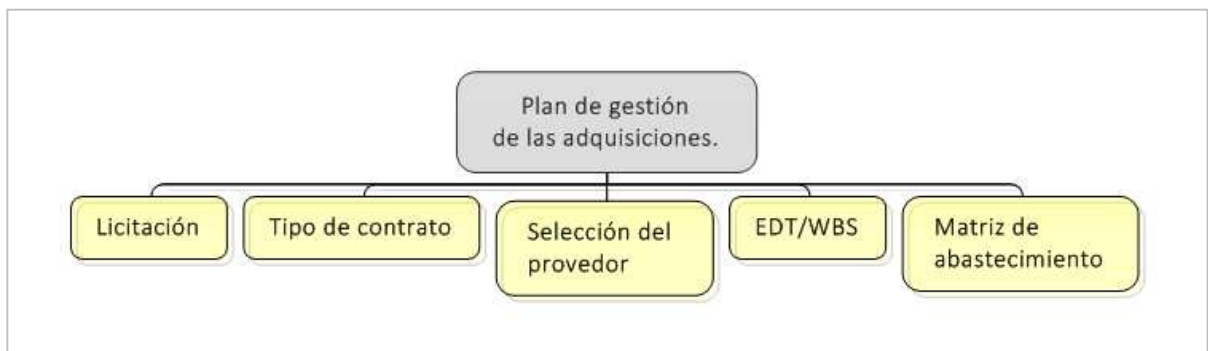 Plan de gestión
de las adquisiciones.
Licitación
Tipo de contrato
Selección del
provedor
EDT/WBS
Matriz de
abastecimiento